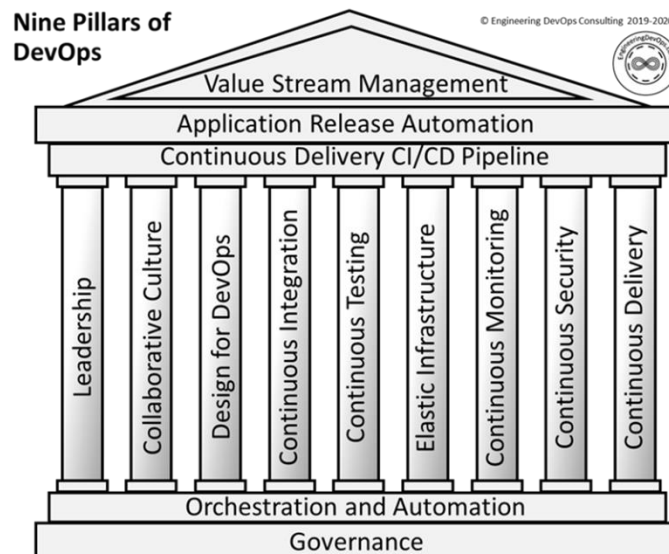 Nine Pillars of
DevOps
© Engineering DevOps Consulting 2019-202
Value Stream Management
Application Release Automation
Continuous Delivery CI/CD Pipeline
Leadership
Collaborative Culture
Design for DevOps
Continuous Integration
Continuous Testing
Elastic Infrastructure
Continuous Monitoring
Continuous Security
Continuous Delivery
Orchestration and Automation
Governance